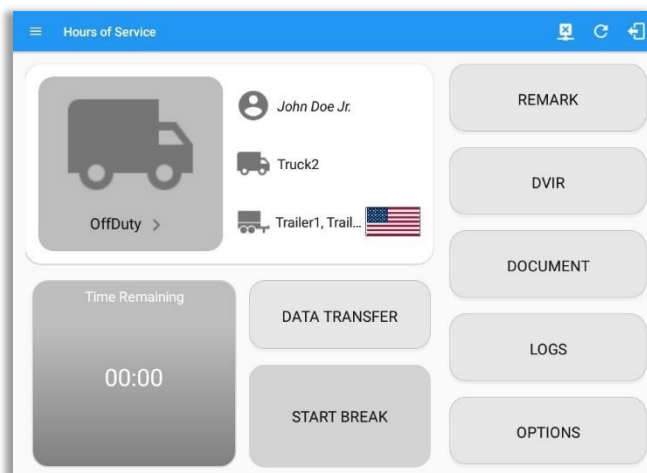 Hours of Service
John Doe Jr.
Truck2
Trailer1, Trail...
OffDuty >
Time Remaining
00:00
DATA TRANSFER
START BREAK
REMARK
DVIR
DOCUMENT
LOGS
OPTIONS